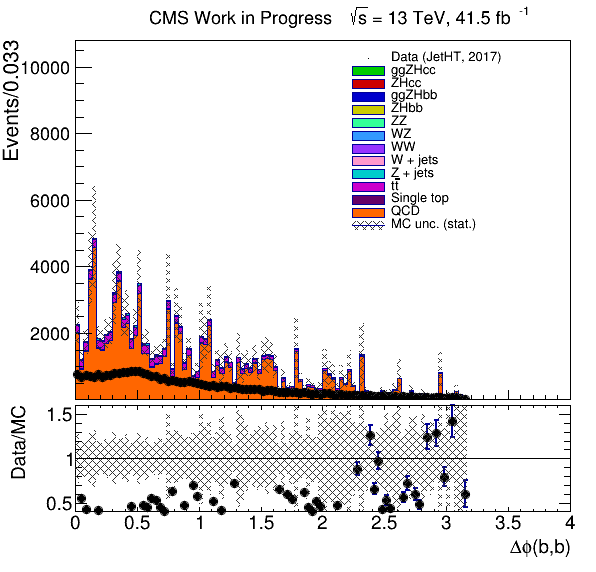 CMS Work in Progress √s = 13 TeV, 41.5 fb⁻¹
Events/0.033
10000
8000
6000
4000
2000
Data (JetHT, 2017)
ggZHcc
ZHcc
ggZHbb
ZHbb
ZZ
WZ
WW
W + jets
Z + jets
tt̄
Single top
QCD
MC unc. (stat.)
Data/MC
1.5
1
0.5
0 0.5 1 1.5 2 2.5 3 3.5 4
Δϕ(b,b)